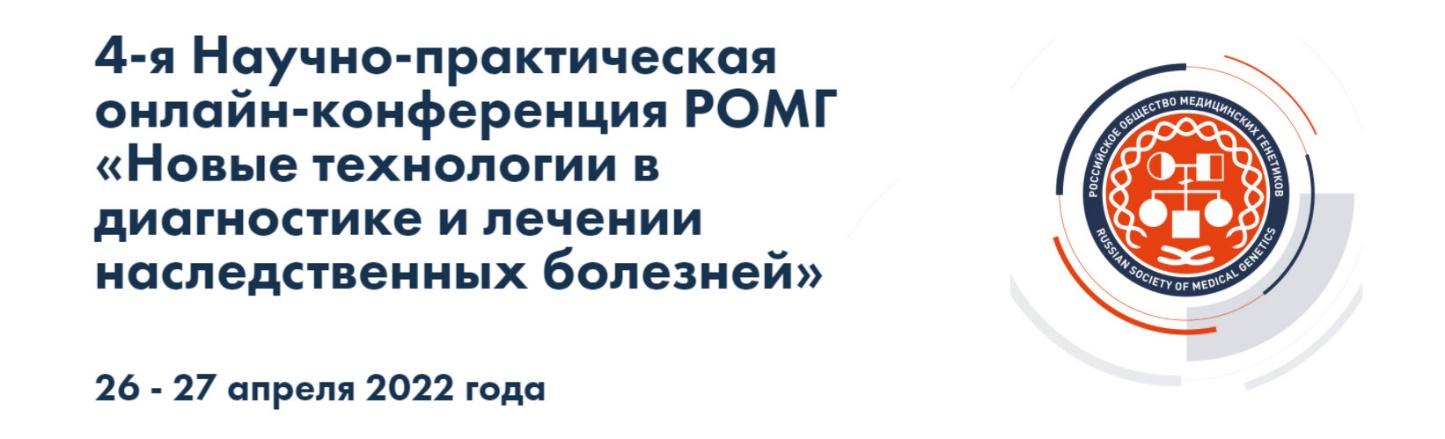 4-я Научно-практическая
онлайн-конференция РОМГ
«Новые технологии в
диагностике и лечении
наследственных болезней»
26 - 27 апреля 2022 года
РОССИЙСКОЕ ОБЩЕСТВО МЕДИЦИНСКИХ ГЕНЕТИКОВ
RUSSIAN SOCIETY OF MEDICAL GENETICS